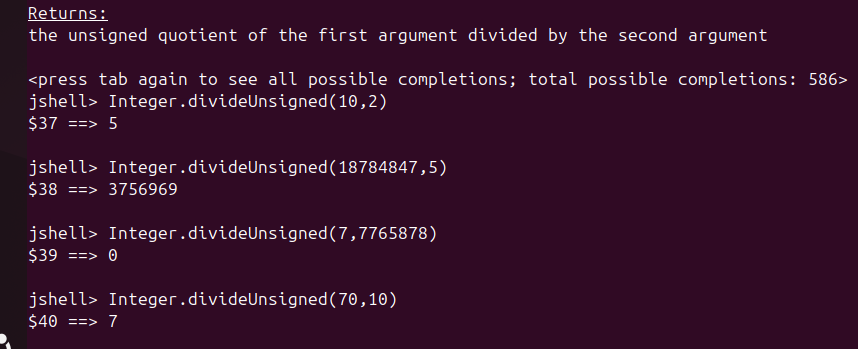 Returns:
the unsigned quotient of the first argument divided by the second argument
<press tab again to see all possible completions; total possible completions: 586>
jshell> Integer.divideUnsigned(10,2)
$37 ==> 5
jshell> Integer.divideUnsigned(18784847,5)
$38 ==> 3756969
jshell> Integer.divideUnsigned(7,7765878)
$39 ==> 0
jshell> Integer.divideUnsigned(70,10)
$40 ==> 7